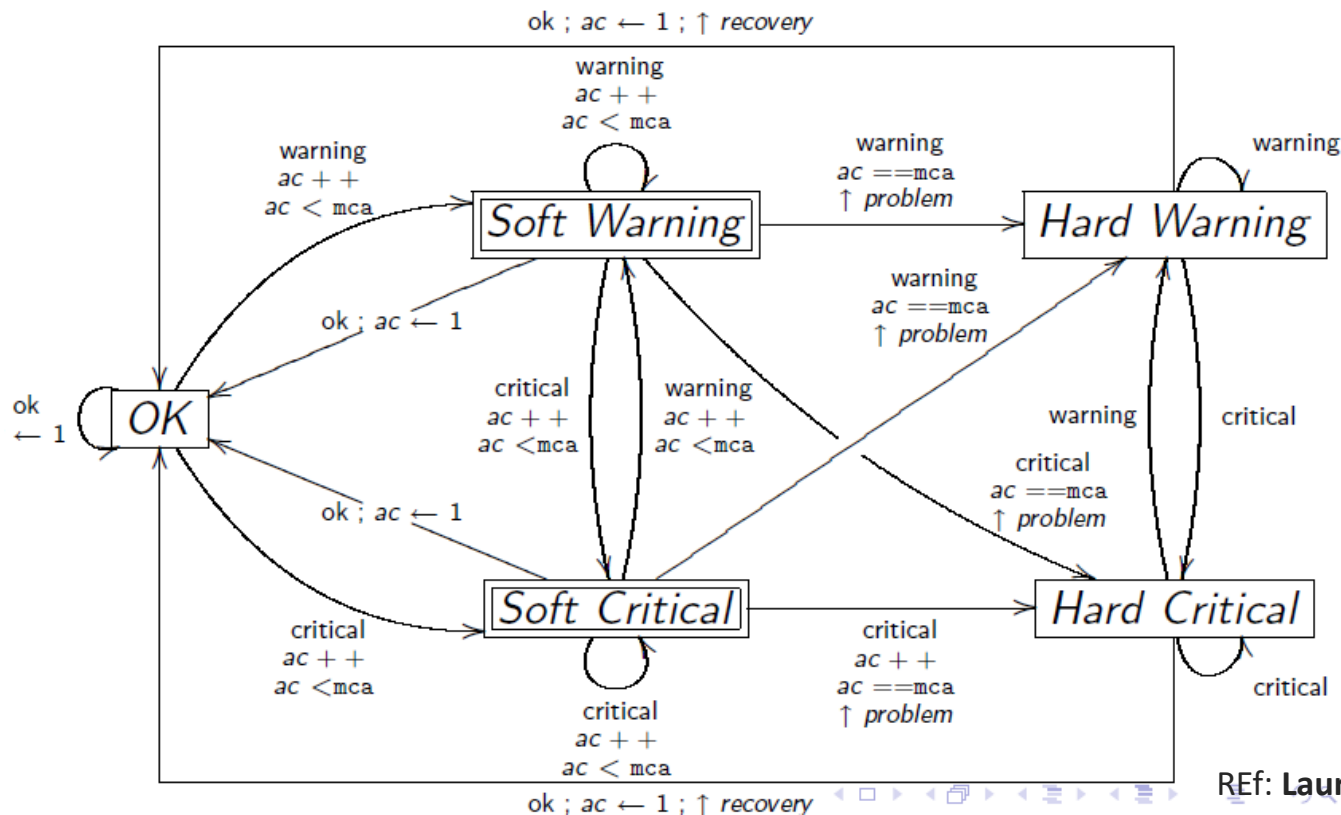 ok ; ac ← 1 ; ↑ recovery
warning
ac + +
ac < mca
warning
ac + +
ac < mca
warning
ac ==mca
↑ problem
warning
Soft Warning
Hard Warning
warning
ac ==mca
↑ problem
ok ; ac ← 1
critical
ac + +
ac <mca
warning
ac + +
ac <mca
warning
critical
ok
← 1
OK
critical
ac ==mca
↑ problem
ok ; ac ← 1
Soft Critical
Hard Critical
critical
ac + +
ac <mca
critical
ac + +
ac ==mca
↑ problem
critical
critical
ac + +
ac < mca
ok ; ac ← 1 ; ↑ recovery
REf: